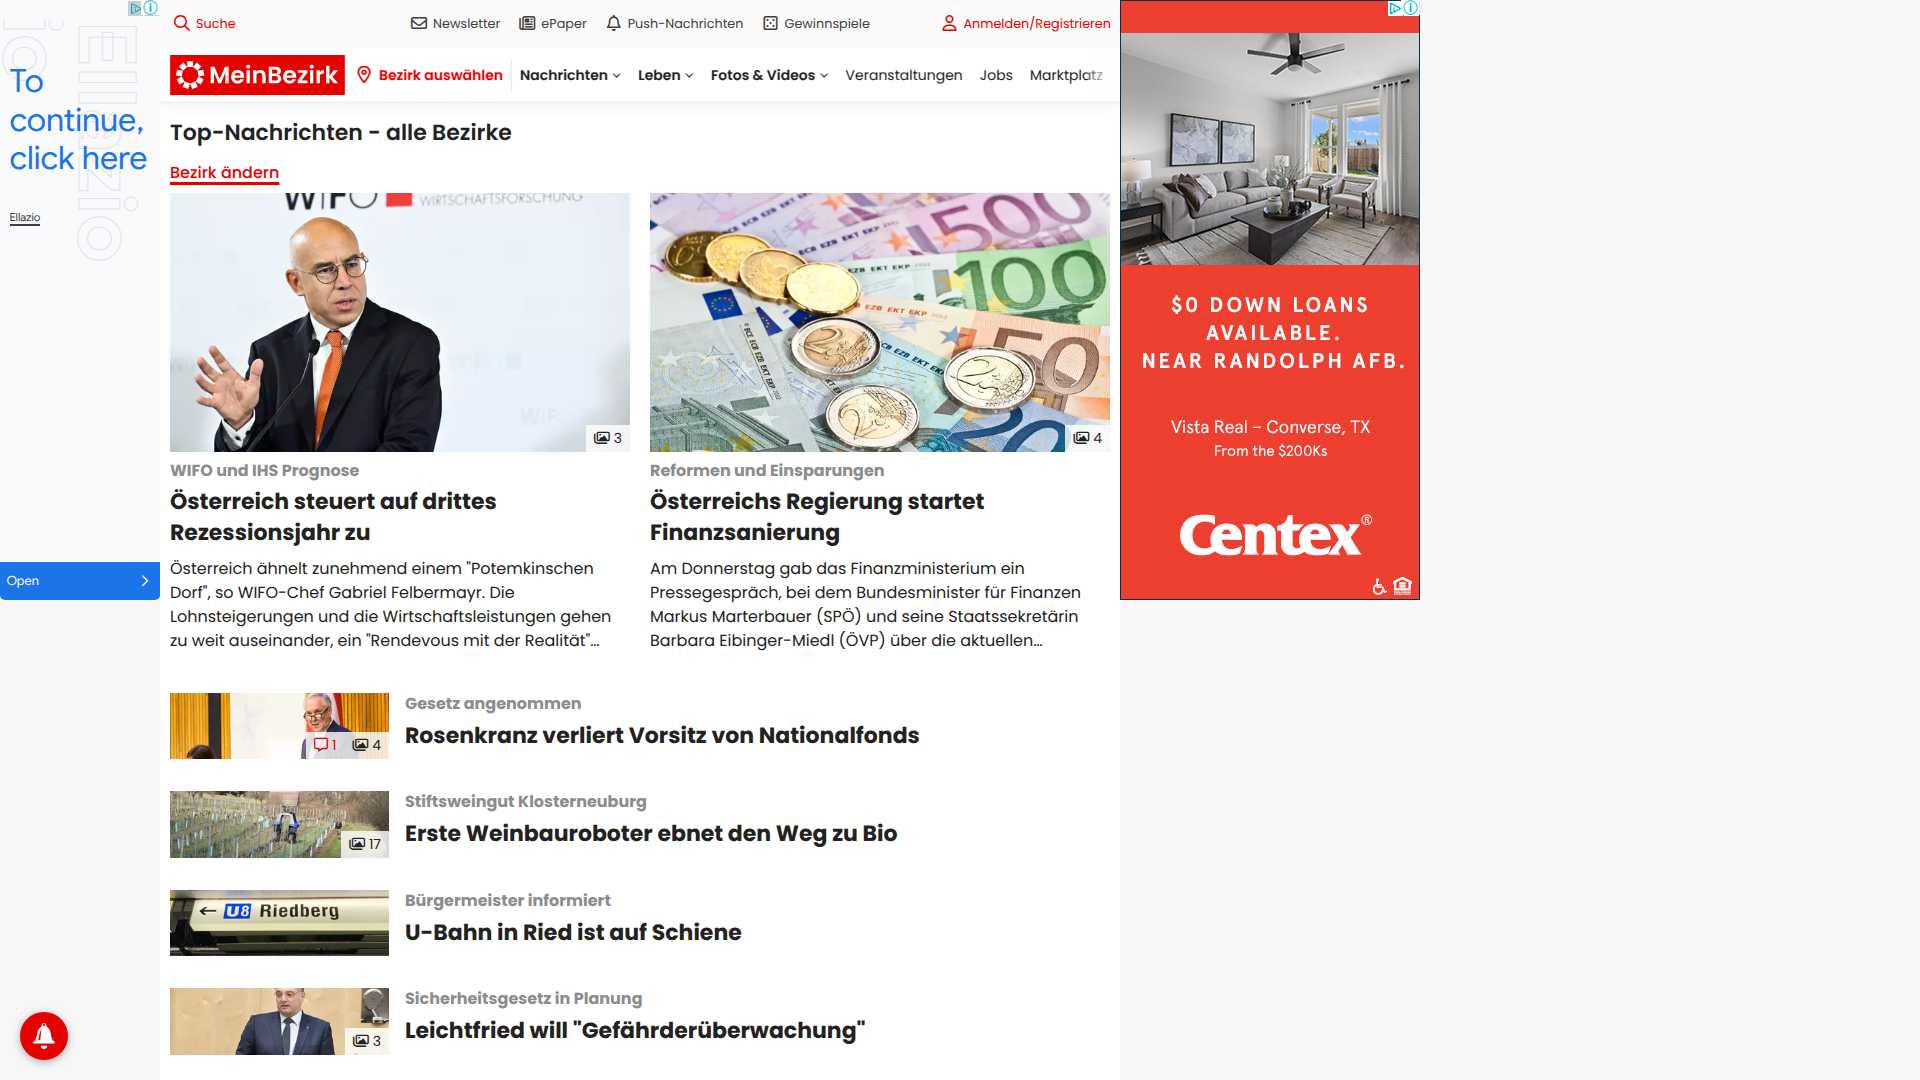 Suche
Newsletter
ePaper
Push-Nachrichten
Gewinnspiele
Anmelden/Registrieren
MeinBezirk
Bezirk auswählen
Nachrichten
Leben
Fotos & Videos
Veranstaltungen
Jobs
Marktplatz
To
continue,
click here
Ellazio
Ellazio
Open
Top-Nachrichten - alle Bezirke
Bezirk ändern
WIFO
WIRTSCHAFTSFORSCHUNG
3
WIFO und IHS Prognose
Österreich steuert auf drittes
Rezessionsjahr zu
Österreich ähnelt zunehmend einem "Potemkinschen
Dorf", so WIFO-Chef Gabriel Felbermayr. Die
Lohnsteigerungen und die Wirtschaftsleistungen gehen
zu weit auseinander, ein "Rendevous mit der Realität"...
500
100
50
20
4
Reformen und Einsparungen
Österreichs Regierung startet
Finanzsanierung
Am Donnerstag gab das Finanzministerium ein
Pressegespräch, bei dem Bundesminister für Finanzen
Markus Marterbauer (SPÖ) und seine Staatssekretärin
Barbara Eibinger-Miedl (ÖVP) über die aktuellen...
1
4
Gesetz angenommen
Rosenkranz verliert Vorsitz von Nationalfonds
17
Stiftsweingut Klosterneuburg
Erste Weinbauroboter ebnet den Weg zu Bio
← U8 Riedberg
Bürgermeister informiert
U-Bahn in Ried ist auf Schiene
3
Sicherheitsgesetz in Planung
Leichtfried will "Gefährderüberwachung"
$0 DOWN LOANS
AVAILABLE.
NEAR RANDOLPH AFB.
Vista Real – Converse, TX
From the $200Ks
Centex®